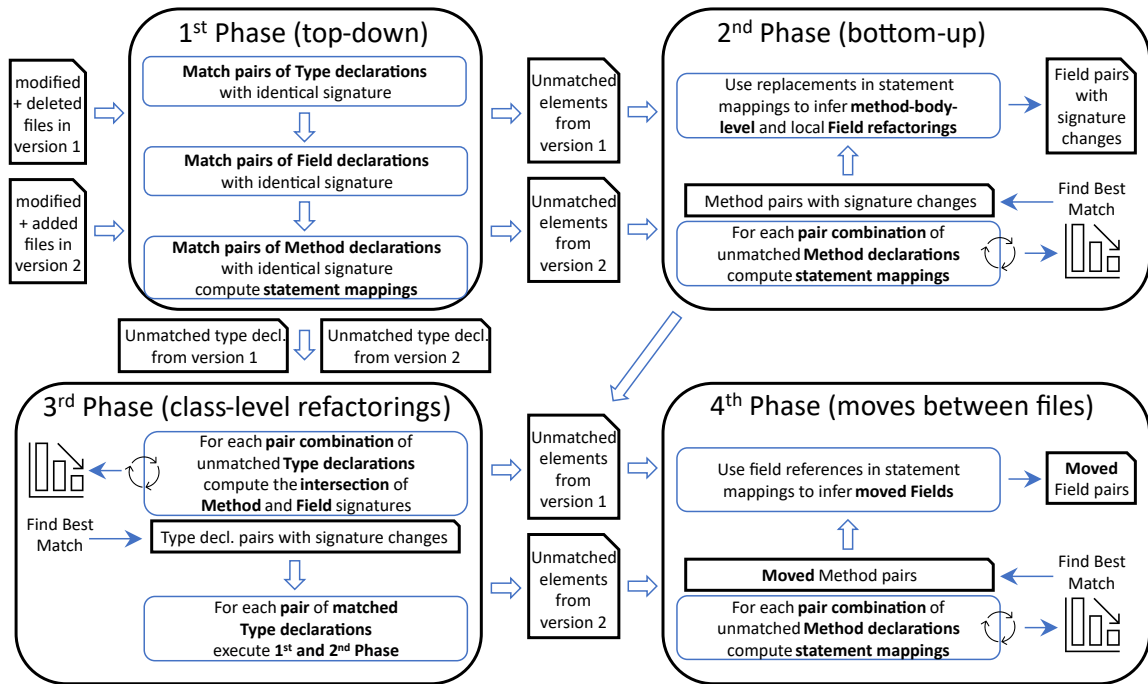 1st Phase (top-down)
modified
+ deleted
files in
version 1
modified
+ added
files in
version 2
Match pairs of Type declarations
with identical signature
Match pairs of Field declarations
with identical signature
Match pairs of Method declarations
with identical signature
compute statement mappings
Unmatched
elements
from
version 1
Unmatched
elements
from
version 2
2nd Phase (bottom-up)
Use replacements in statement
mappings to infer method-body-
level and local Field refactorings
Field pairs
with
signature
changes
Method pairs with signature changes
Find Best
Match
For each pair combination of
unmatched Method declarations
compute statement mappings
Unmatched type decl.
from version 1
Unmatched type decl.
from version 2
3rd Phase (class-level refactorings)
For each pair combination of
unmatched Type declarations
compute the intersection of
Method and Field signatures
Find Best
Match
Type decl. pairs with signature changes
For each pair of matched
Type declarations
execute 1st and 2nd Phase
Unmatched
elements
from
version 1
Unmatched
elements
from
version 2
4th Phase (moves between files)
Use field references in statement
mappings to infer moved Fields
Moved
Field pairs
Moved Method pairs
Find Best
Match
For each pair combination of
unmatched Method declarations
compute statement mappings